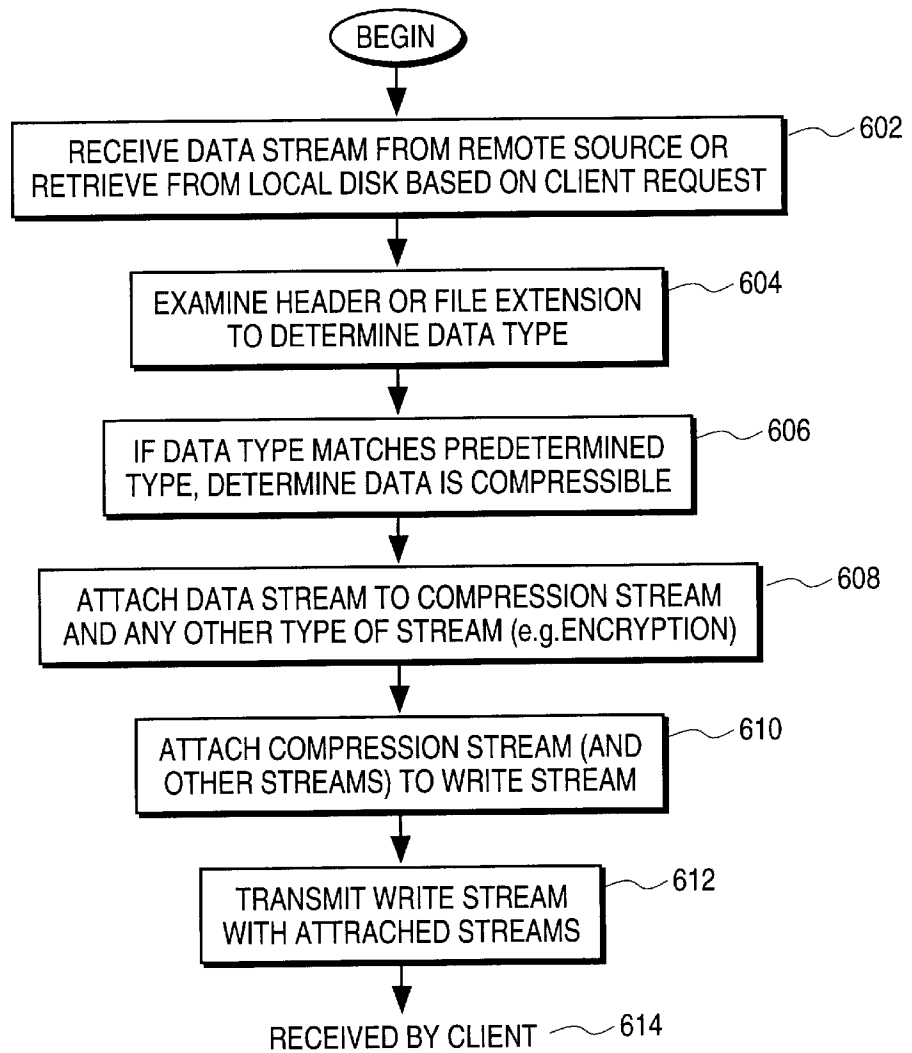 BEGIN
602
RECEIVE DATA STREAM FROM REMOTE SOURCE OR
RETRIEVE FROM LOCAL DISK BASED ON CLIENT REQUEST
604
EXAMINE HEADER OR FILE EXTENSION
TO DETERMINE DATA TYPE
606
IF DATA TYPE MATCHES PREDETERMINED
TYPE, DETERMINE DATA IS COMPRESSIBLE
608
ATTACH DATA STREAM TO COMPRESSION STREAM
AND ANY OTHER TYPE OF STREAM (e.g.ENCRYPTION)
610
ATTACH COMPRESSION STREAM (AND
OTHER STREAMS) TO WRITE STREAM
612
TRANSMIT WRITE STREAM
WITH ATTRACHED STREAMS
RECEIVED BY CLIENT 614